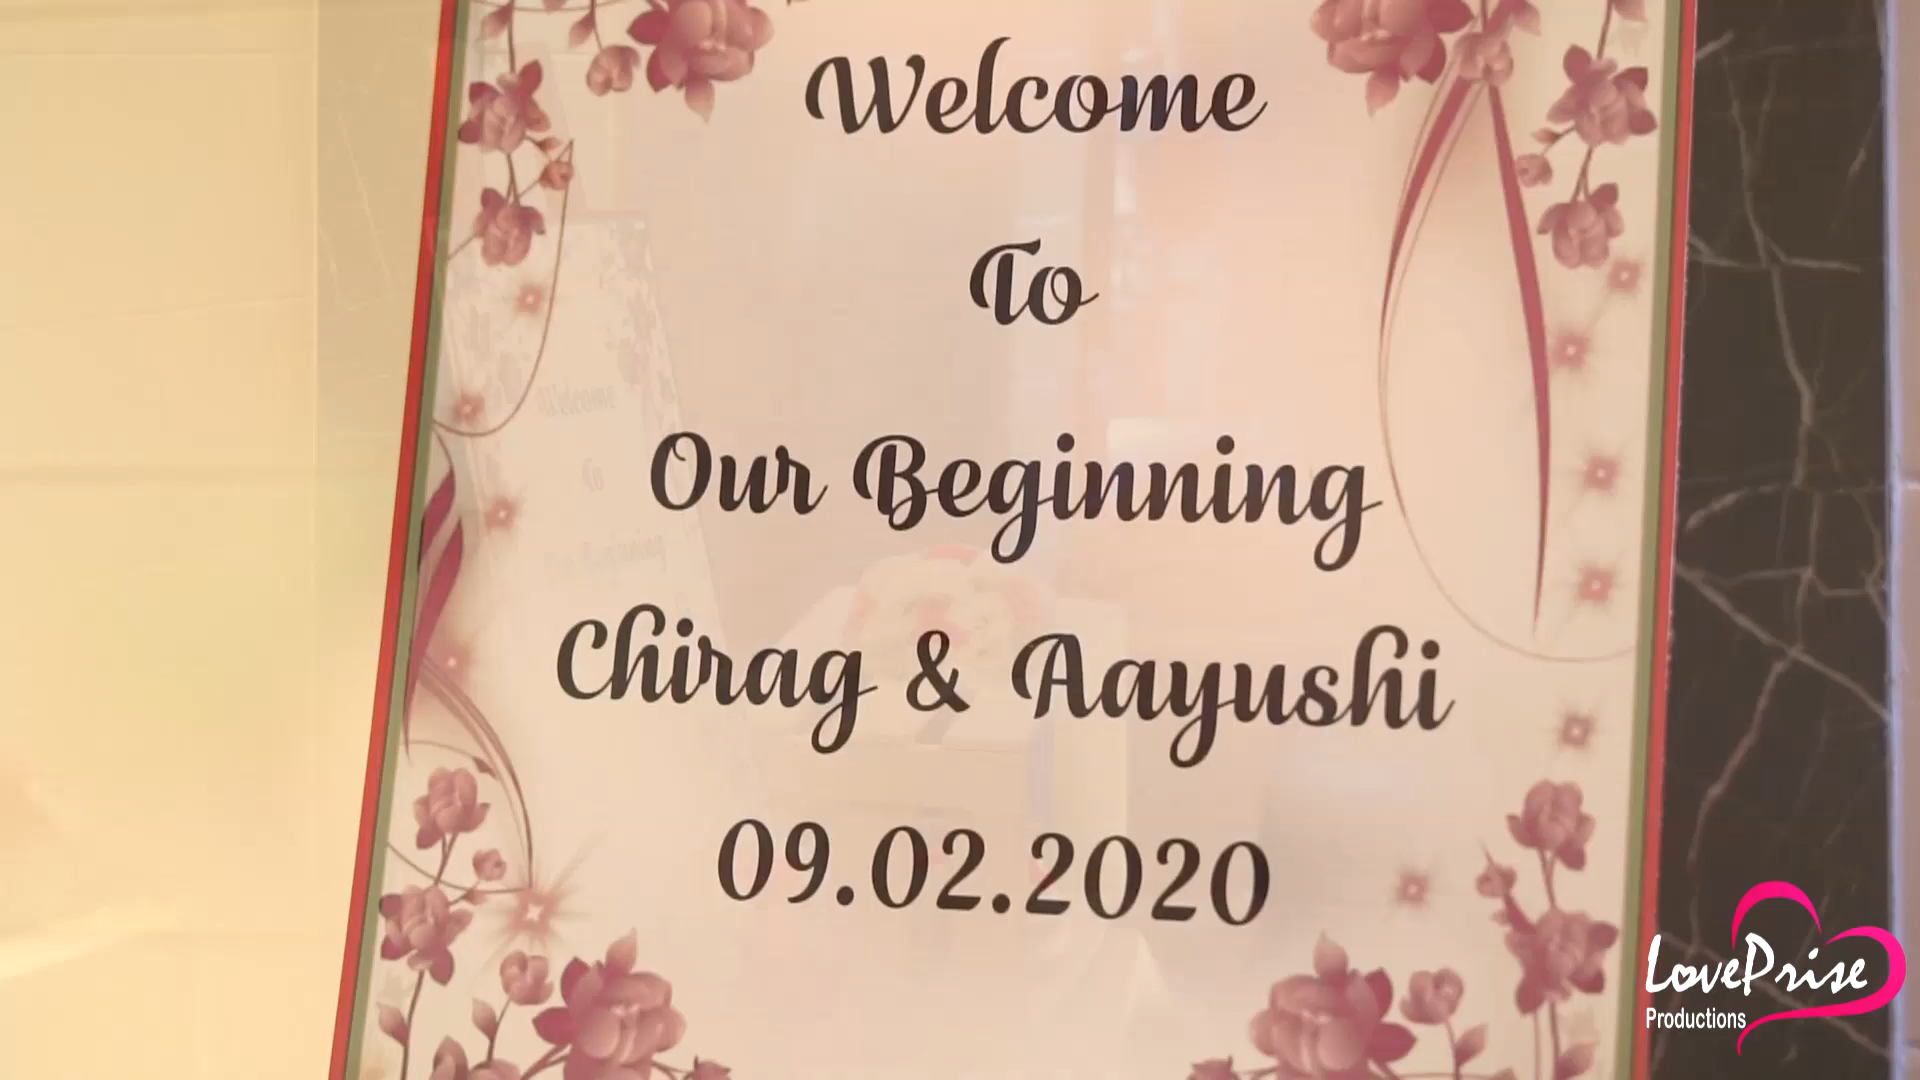 Welcome
To
Our Beginning
Chirag & Aayushi
09.02.2020
LovePrise
Productions